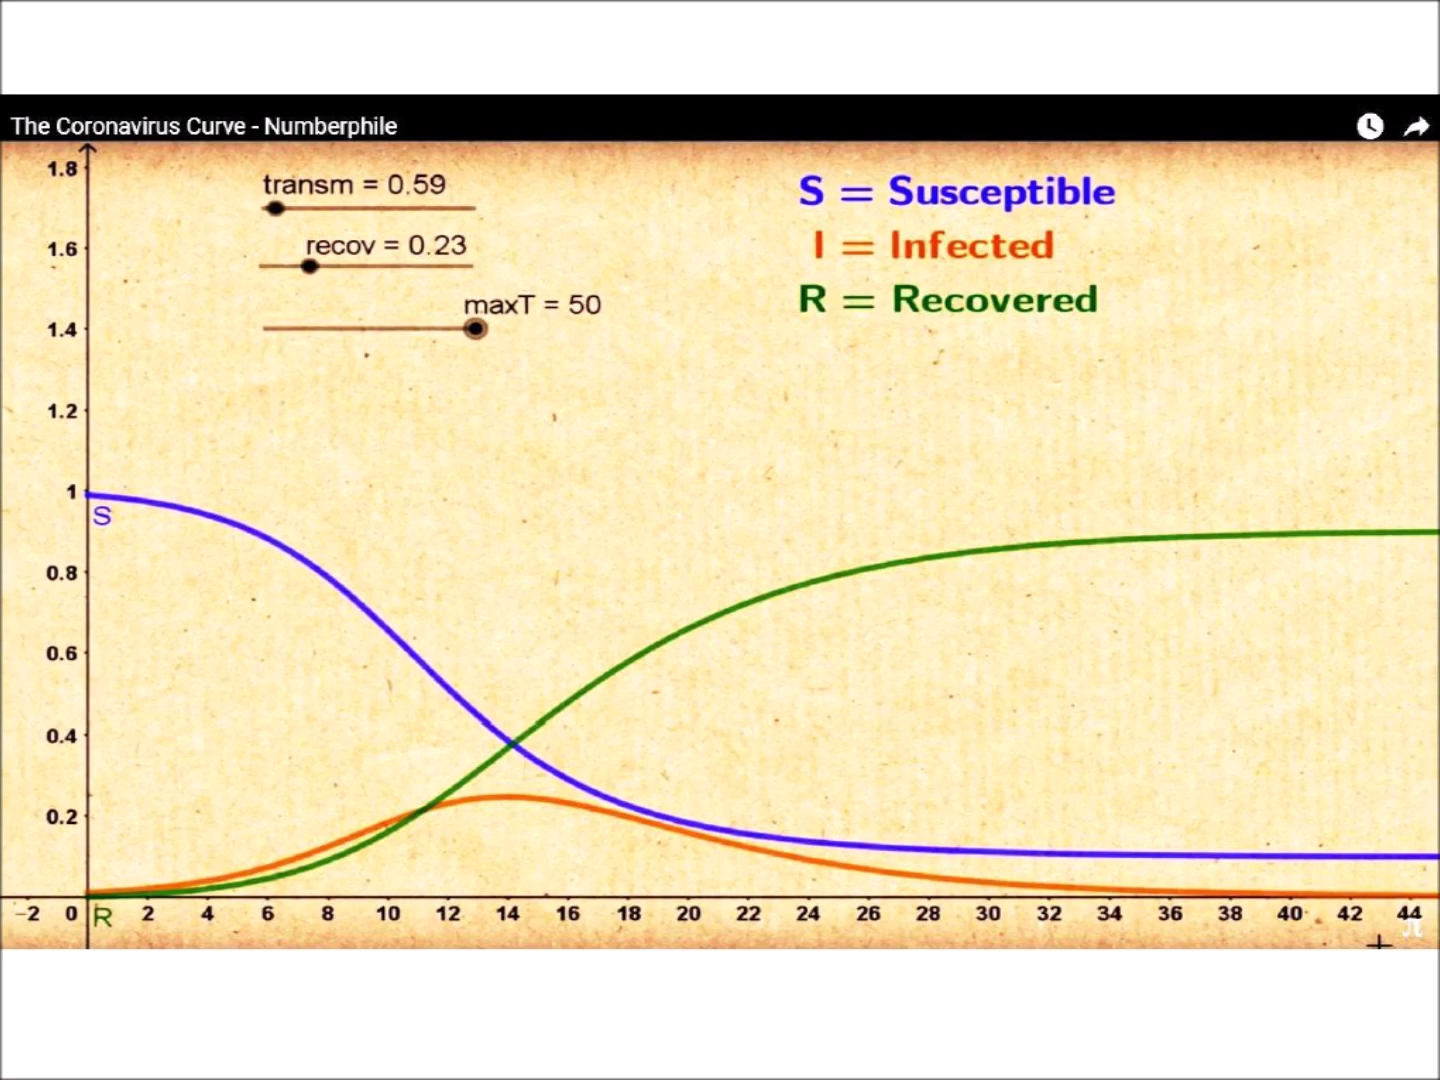 The Coronavirus Curve - Numberphile
1.8
transm = 0.59
S = Susceptible
1.6
recov = 0.23
I = Infected
maxT = 50
R = Recovered
1.4
1.2
1
S
0.8
0.6
0.4
0.2
−2 0 R 2 4 6 8 10 12 14 16 18 20 22 24 26 28 30 32 34 36 38 40 42 44
π